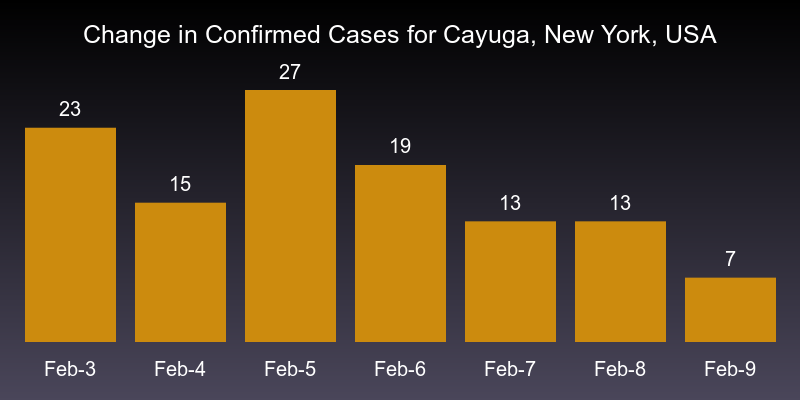 Change in Confirmed Cases for Cayuga, New York, USA
23
15
27
19
13
13
7
Feb-3
Feb-4
Feb-5
Feb-6
Feb-7
Feb-8
Feb-9